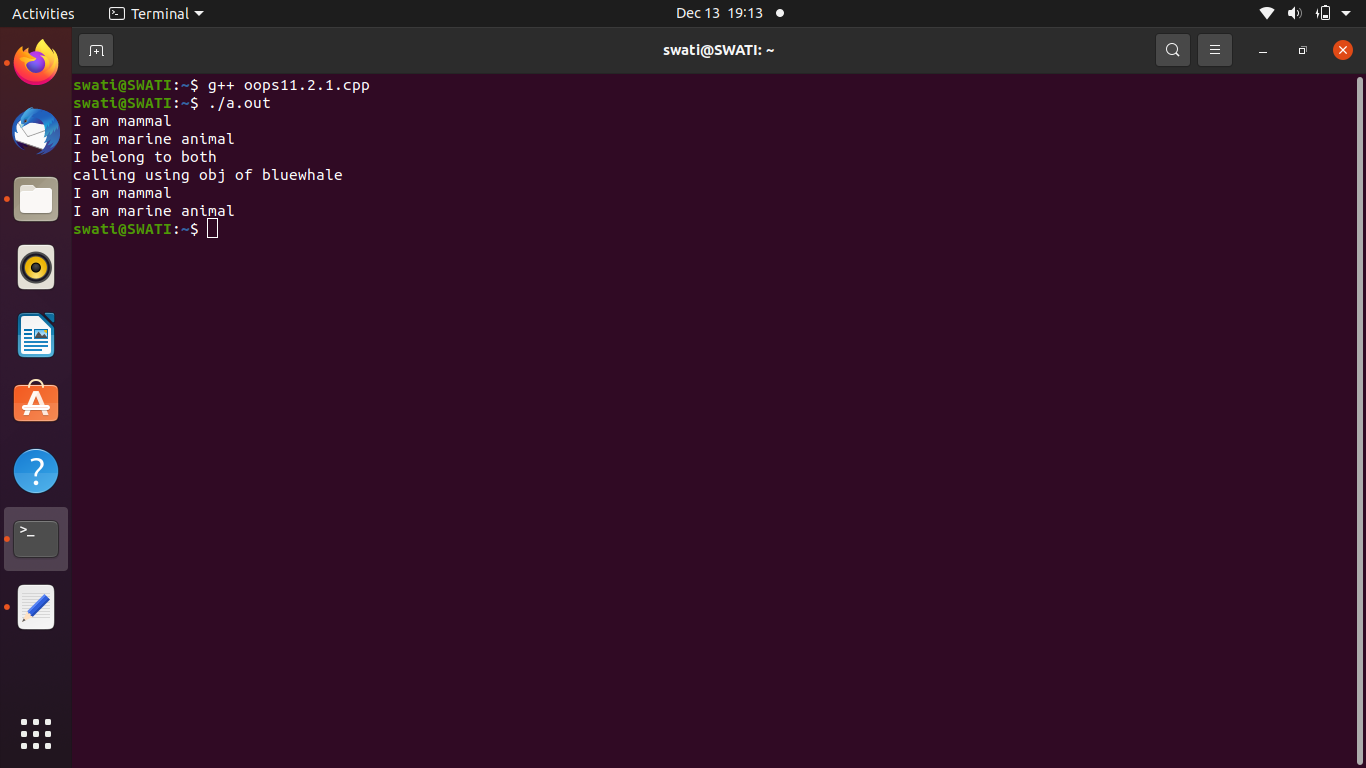 Activities Terminal Dec 13 19:13
swati@SWATI: ~
swati@SWATI:~$ g++ oops11.2.1.cpp
swati@SWATI:~$ ./a.out
I am mammal
I am marine animal
I belong to both
calling using obj of bluewhale
I am mammal
I am marine animal
swati@SWATI:~$